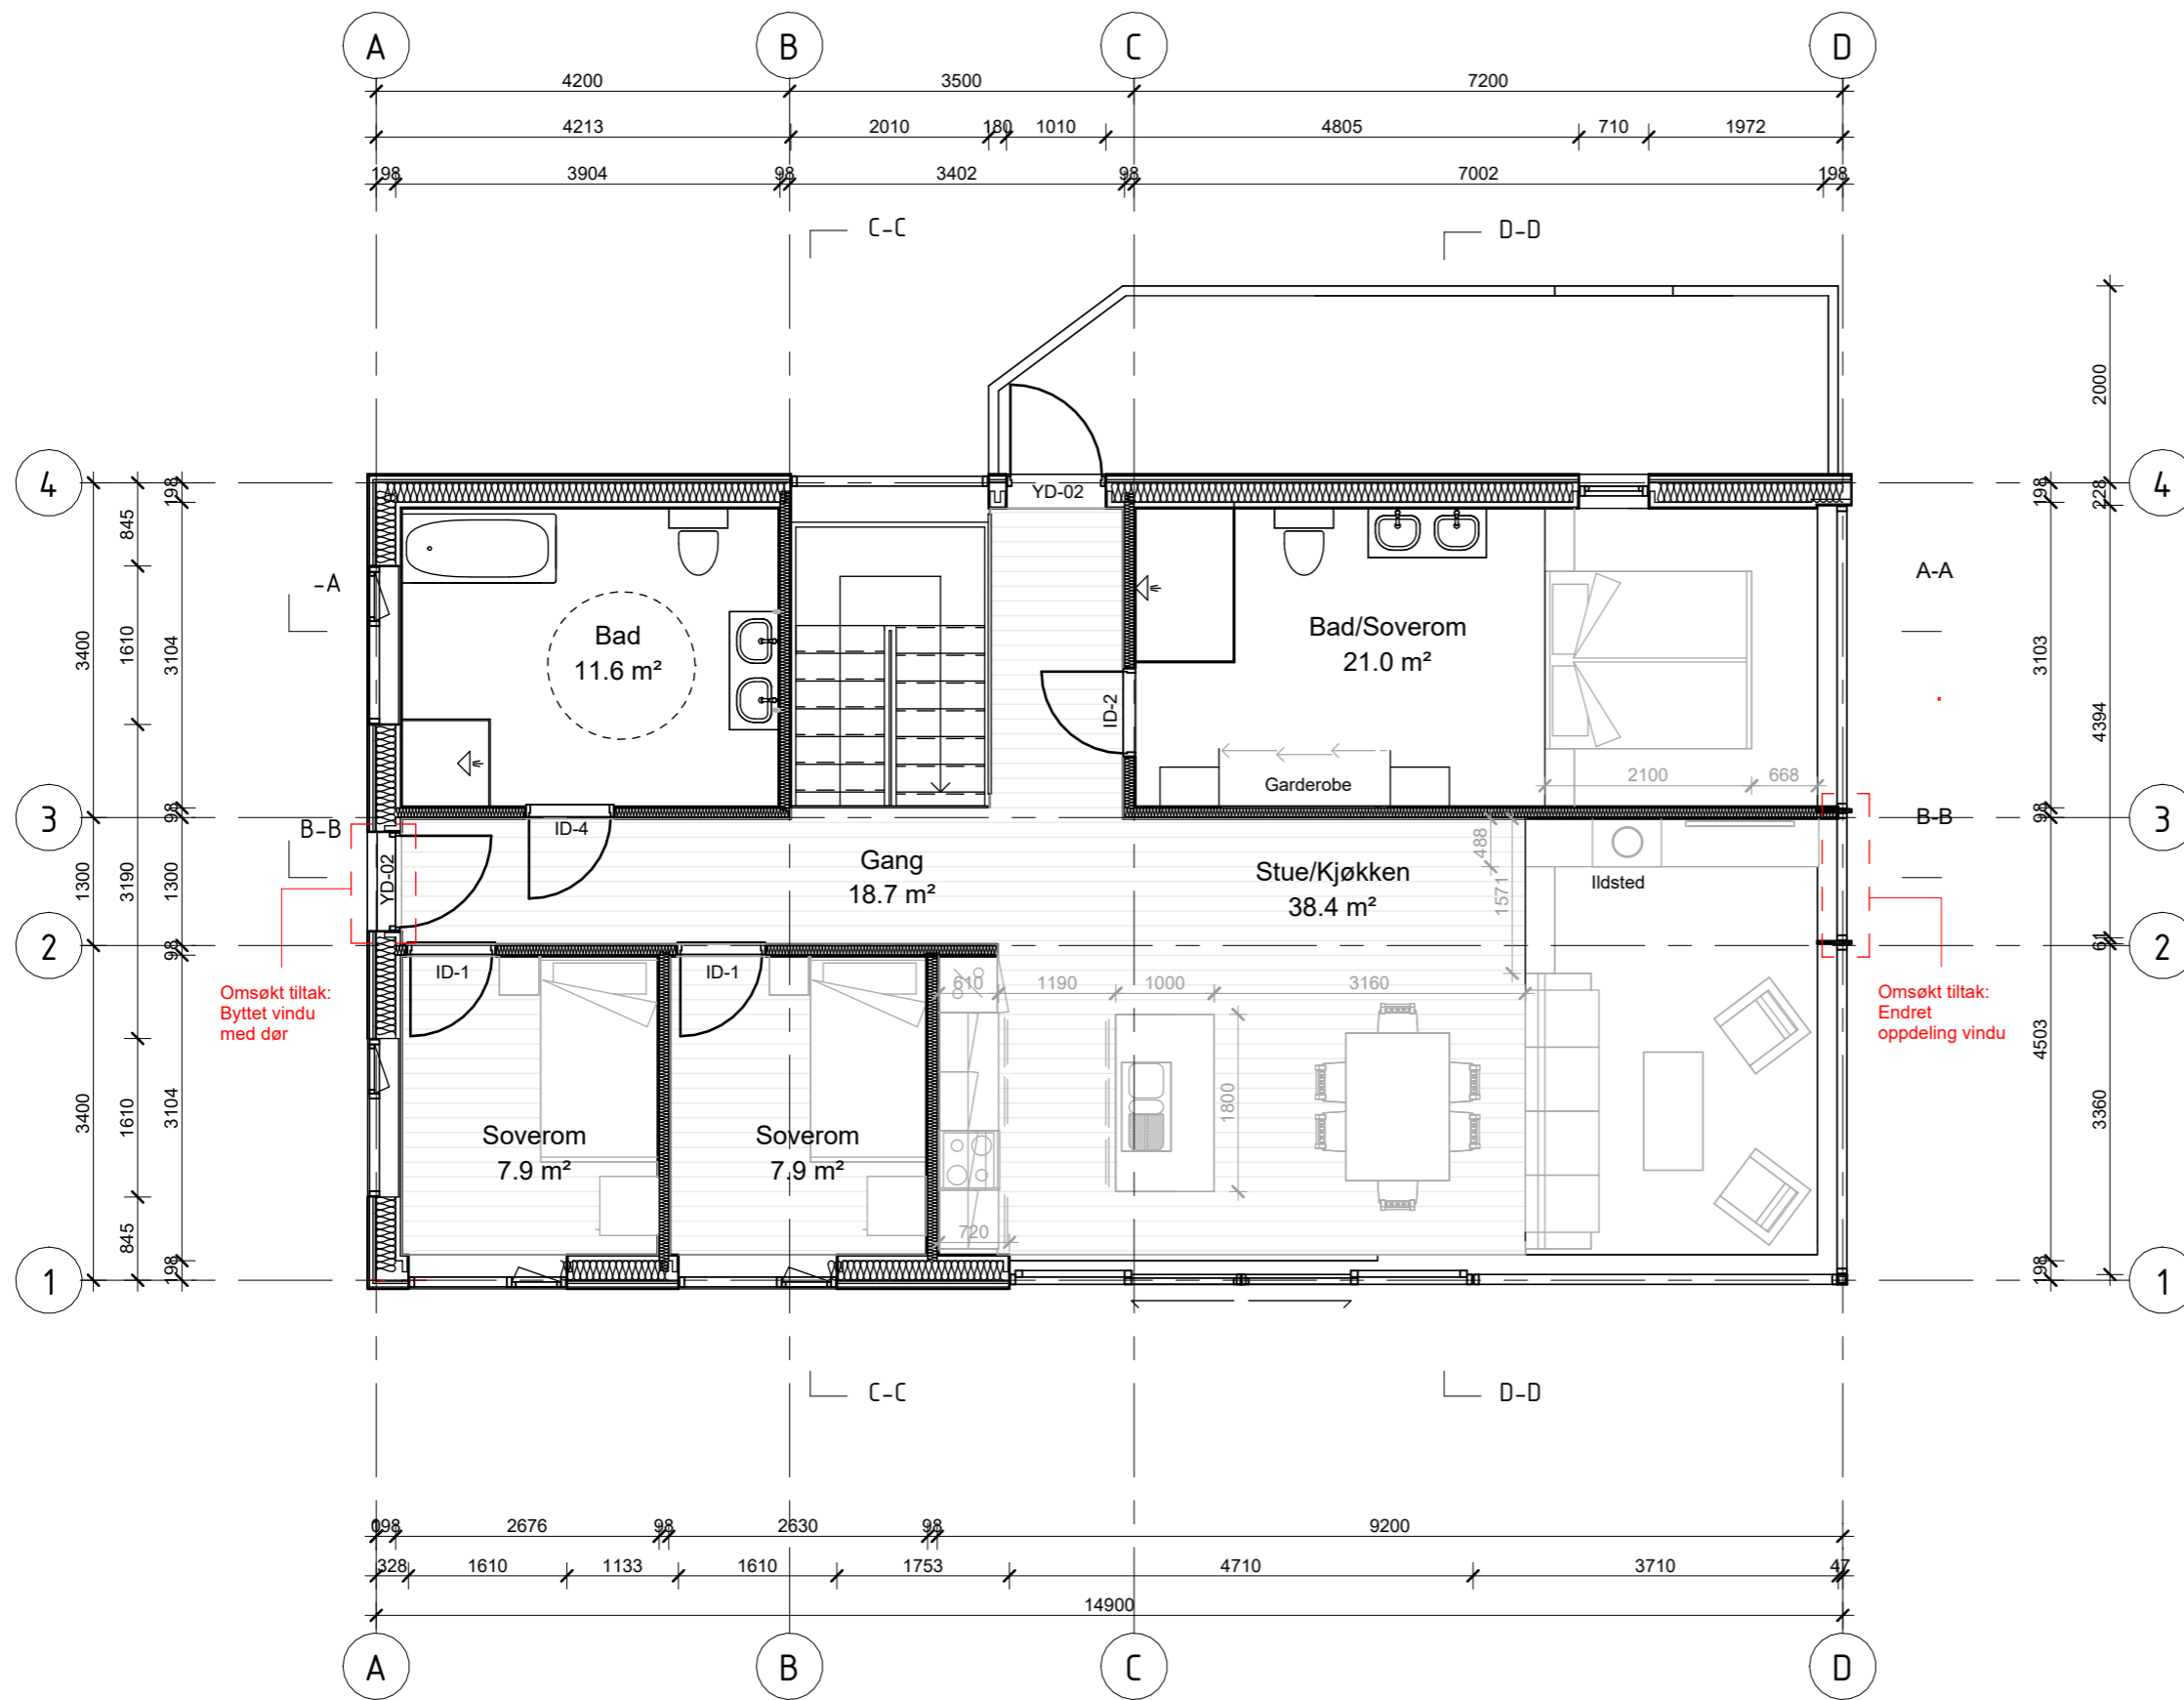 A B C D
4200 3500 7200
4213 2010 180 1010 4805 710 1972
198 3904 98 3402 98 7002 198
C-C D-D
2000
4 4
198 845 198 228
-A A-A
YD-02
Bad
11.6 m²
Bad/Soverom
21.0 m²
ID-2
3400 1610 3104 3103 4394
Garderobe
2100 668
3 98 98 3
B-B B-B
ID-4
YD-02
Gang
18.7 m²
Stue/Kjøkken
38.4 m²
488
1571
Ildsted
1300 3190 1300
2 98 61 2
ID-1 ID-1
610 1190 1000 3160
Omsøkt tiltak:
Byttet vindu
med dør
Omsøkt tiltak:
Endret
oppdeling vindu
3400 1610 3104 4503 3360
1800
Soverom
7.9 m²
Soverom
7.9 m²
720
845
198 198
1 1
C-C D-D
098 2676 98 2630 98 9200
328 1610 1133 1610 1753 4710 3710 47
14900
A B C D